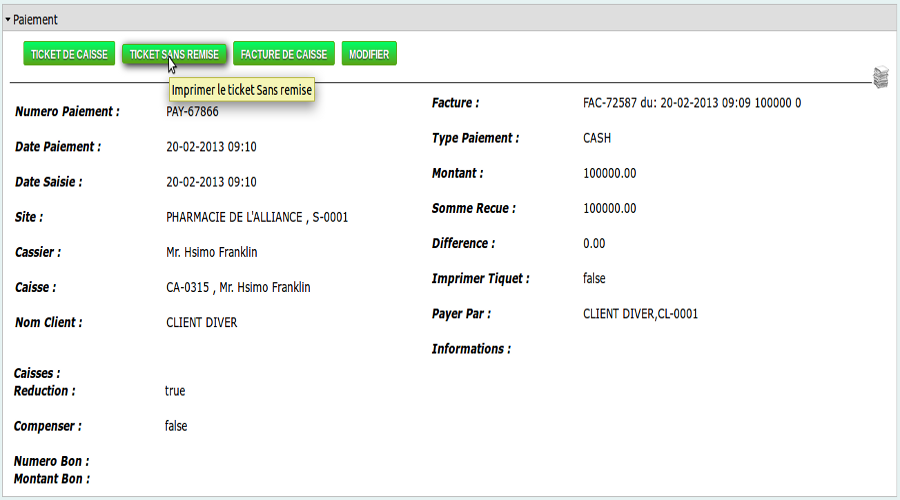 Paiement
TICKET DE CAISSE TICKET SANS REMISE FACTURE DE CAISSE MODIFIER
Imprimer le ticket Sans remise
Numero Paiement : PAY-67866
Date Paiement : 20-02-2013 09:10
Date Saisie : 20-02-2013 09:10
Site : PHARMACIE DE L'ALLIANCE , S-0001
Cassier : Mr. Hsimo Franklin
Caisse : CA-0315 , Mr. Hsimo Franklin
Nom Client : CLIENT DIVER
Facture : FAC-72587 du: 20-02-2013 09:09 100000 0
Type Paiement : CASH
Montant : 100000.00
Somme Recue : 100000.00
Difference : 0.00
Imprimer Tiquet : false
Payer Par : CLIENT DIVER,CL-0001
Informations :
Caisses :
Reduction : true
Compenser : false
Numero Bon :
Montant Bon :